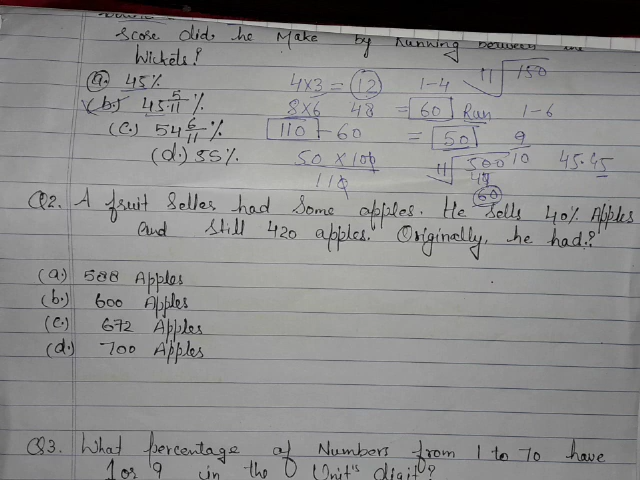 Score did he Make by Running between the
Wickets?
(a.) 45% 4x3 = 12 1-4 11 150
(b.) 45 5/11 % 8x6 48 = 60 Run 1-6
(c.) 54 6/11 % 110 - 60 = 50 9
(d.) 55% 50 x 100 11 500 10 45.45
110 44
60
Q2. A fruit Seller had Some apples. He Sells 40% Apples
and Still 420 apples. Originally, he had?
(a.) 588 Apples
(b.) 600 Apples
(c.) 672 Apples
(d.) 700 Apples
Q3. What Percentage of Numbers from 1 to 70 have
1 or 9 in the Unit's digit?